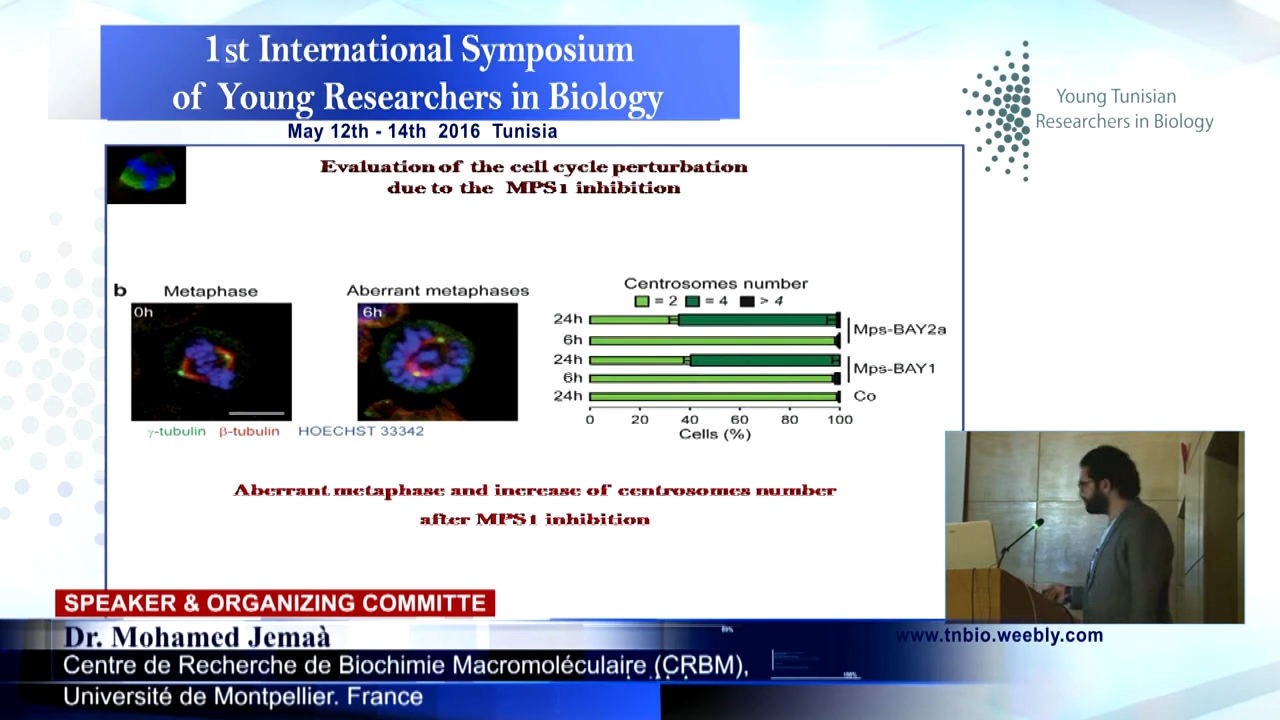 1st International Symposium
of Young Researchers in Biology
May 12th - 14th 2016 Tunisia
Young Tunisian
Researchers in Biology
Evaluation of the cell cycle perturbation
due to the MPS1 inhibition
b
Metaphase
Aberrant metaphases
0h
6h
γ-tubulin β-tubulin HOECHST 33342
Centrosomes number
= 2 = 4 > 4
24h
6h
Mps-BAY2a
24h
6h
Mps-BAY1
24h
Co
0 20 40 60 80 100
Cells (%)
Aberrant metaphase and increase of centrosomes number
after MPS1 inhibition
SPEAKER & ORGANIZING COMMITTE
Dr. Mohamed Jemaà
Centre de Recherche de Biochimie Macromoléculaire (CRBM),
Université de Montpellier. France
www.tnbio.weebly.com